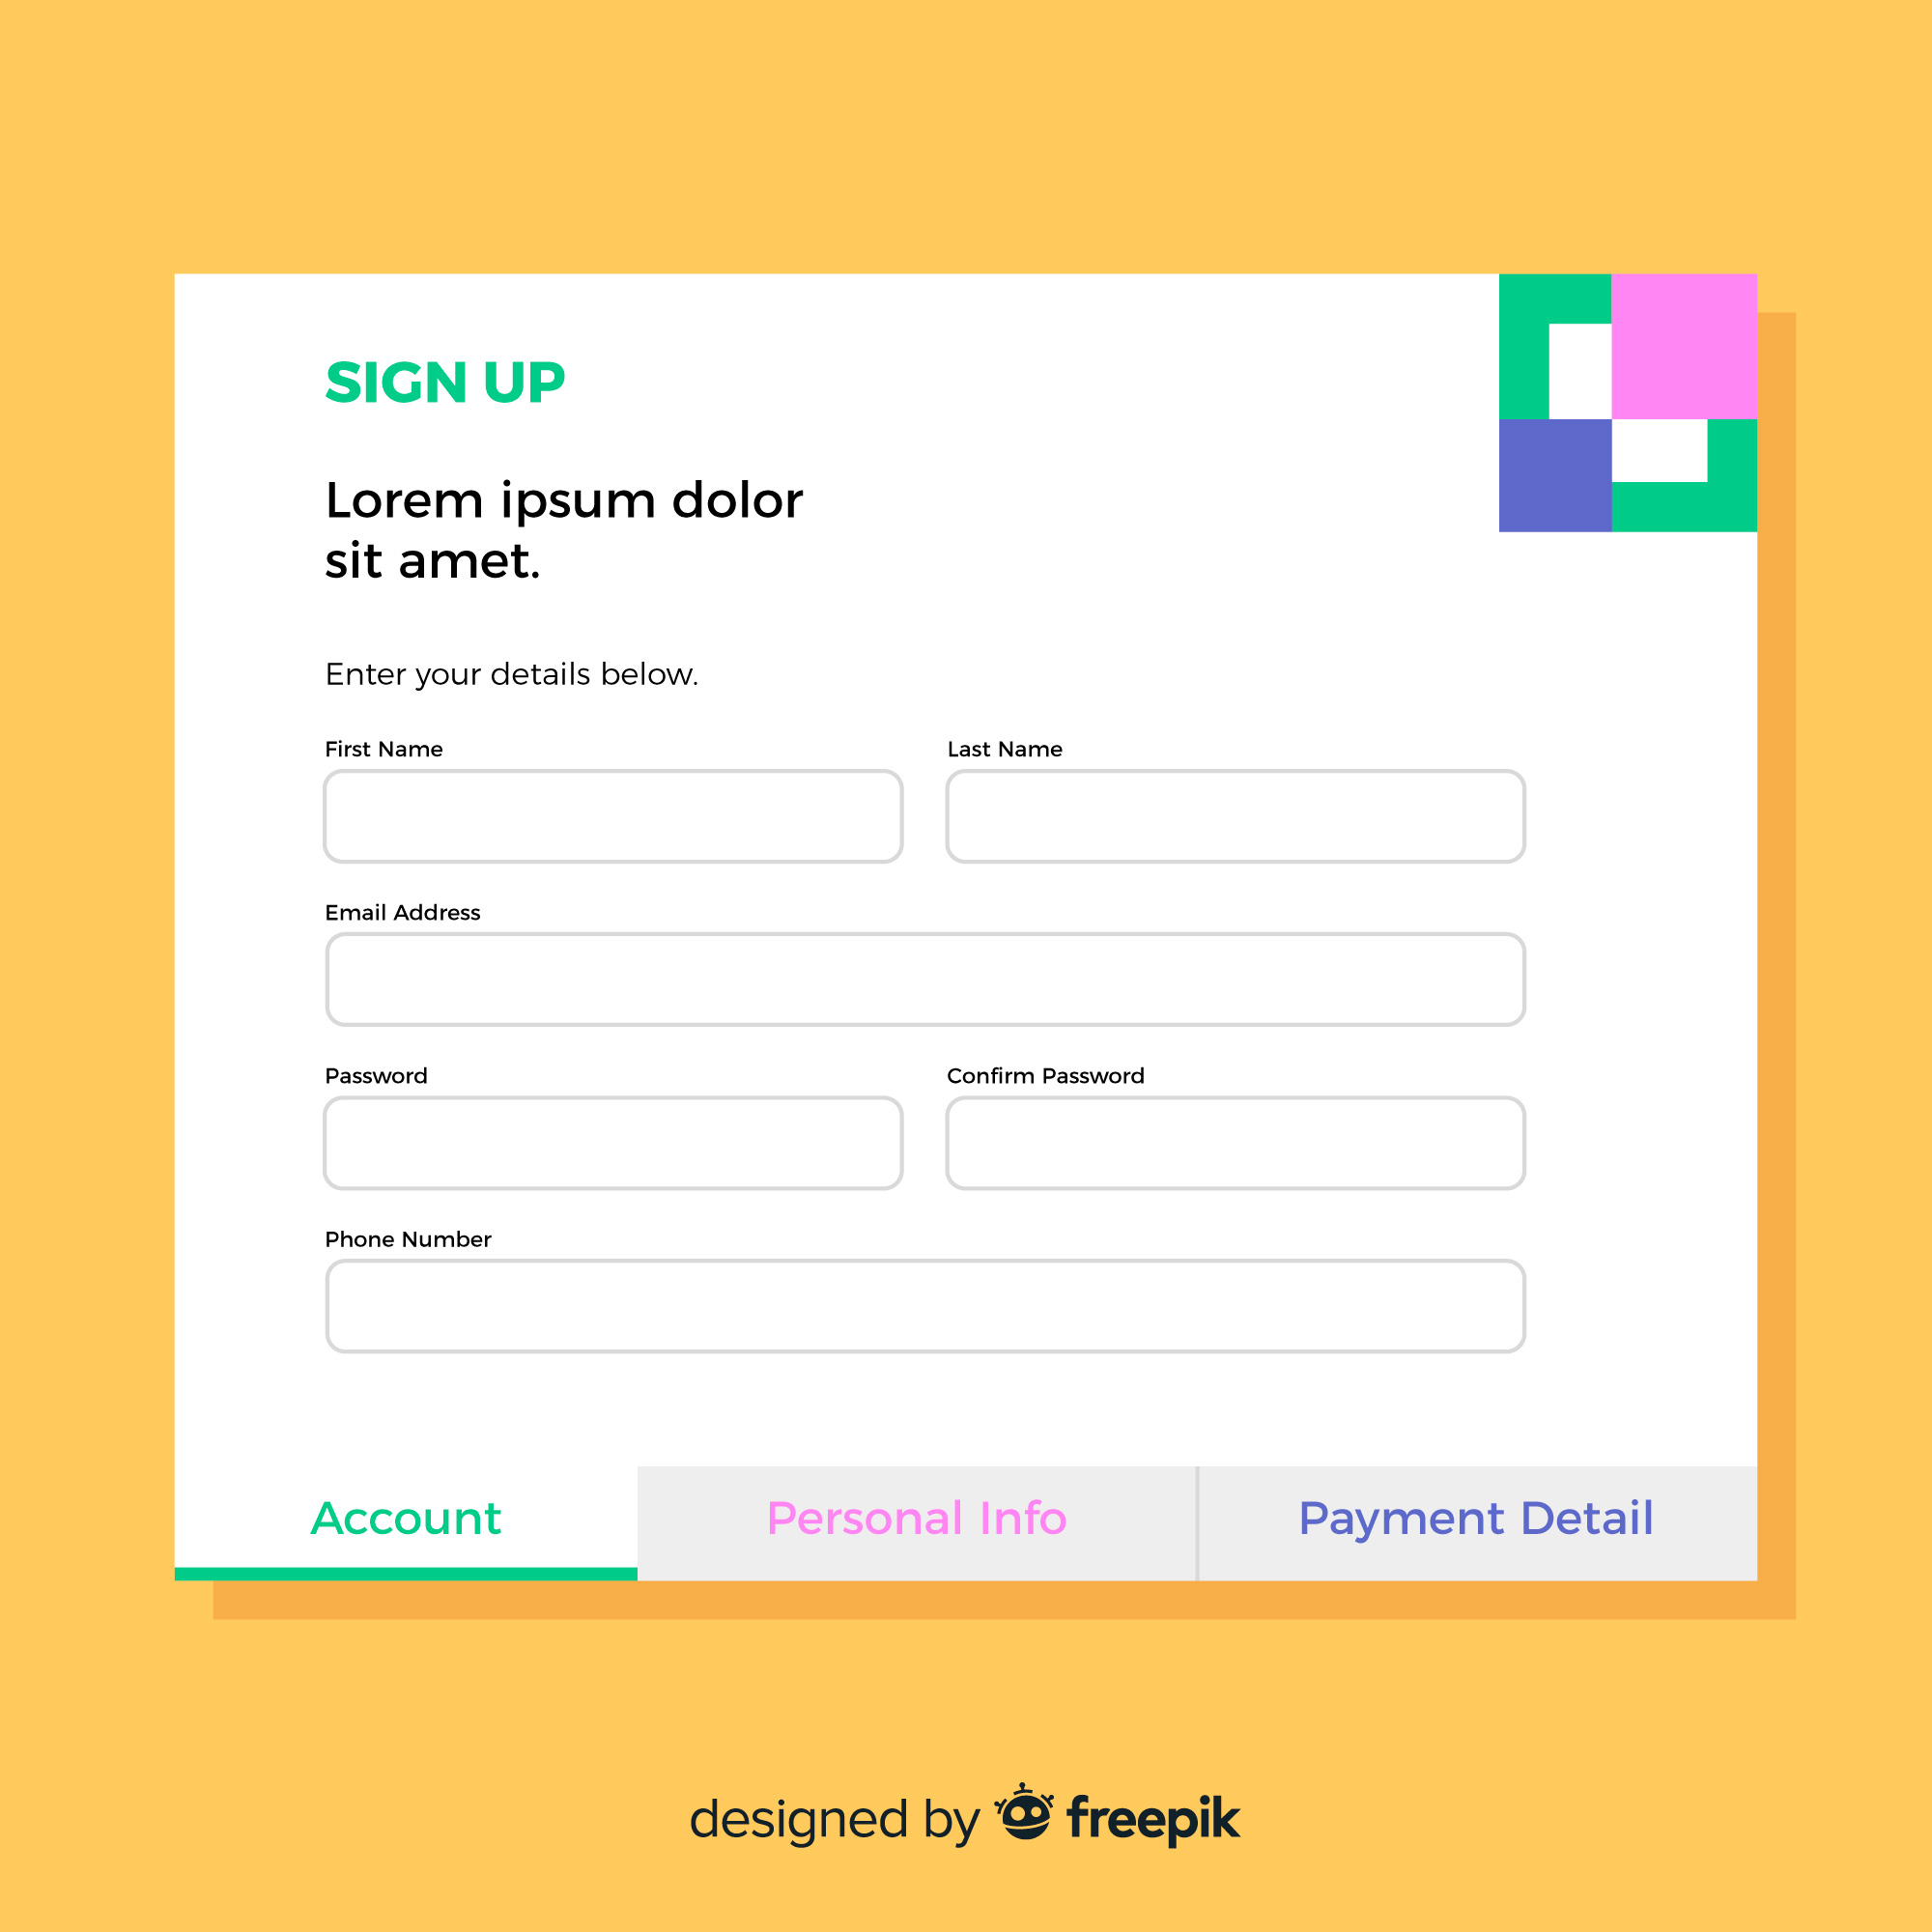 SIGN UP
Lorem ipsum dolor
sit amet.
Enter your details below.
First Name
Last Name
Email Address
Password
Confirm Password
Phone Number
Account
Personal Info
Payment Detail
designed by freepik